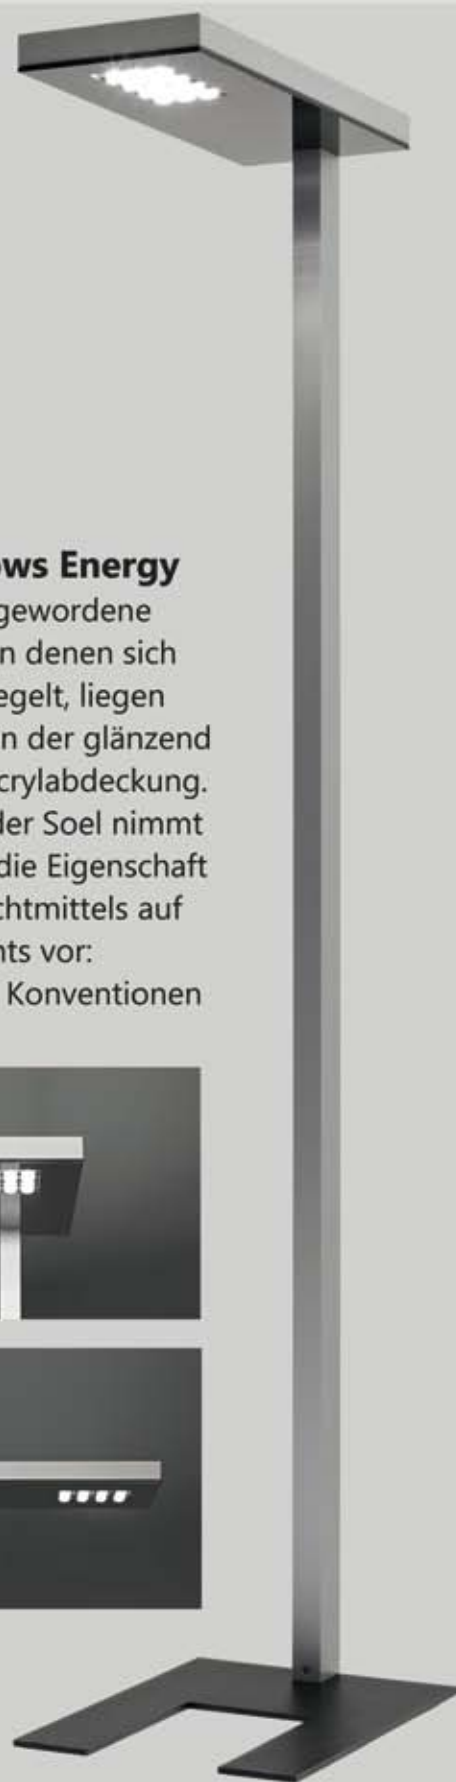 ws Energy
gewordene
n denen sich
egelt, liegen
n der glänzend
crylabdeckung.
der Soel nimmt
die Eigenschaft
chtmittels auf
nts vor:
Konventionen